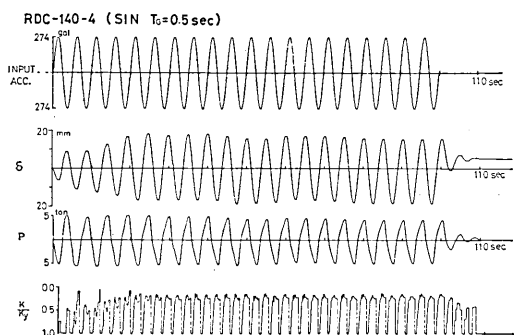 RDC-140-4 (SIN TG=0.5 sec)
274 gal
INPUT ACC.
274
110 sec
20 mm
δ
20
110 sec
5 ton
P
5
110 sec
0.0
K/Ky 0.5
1.0